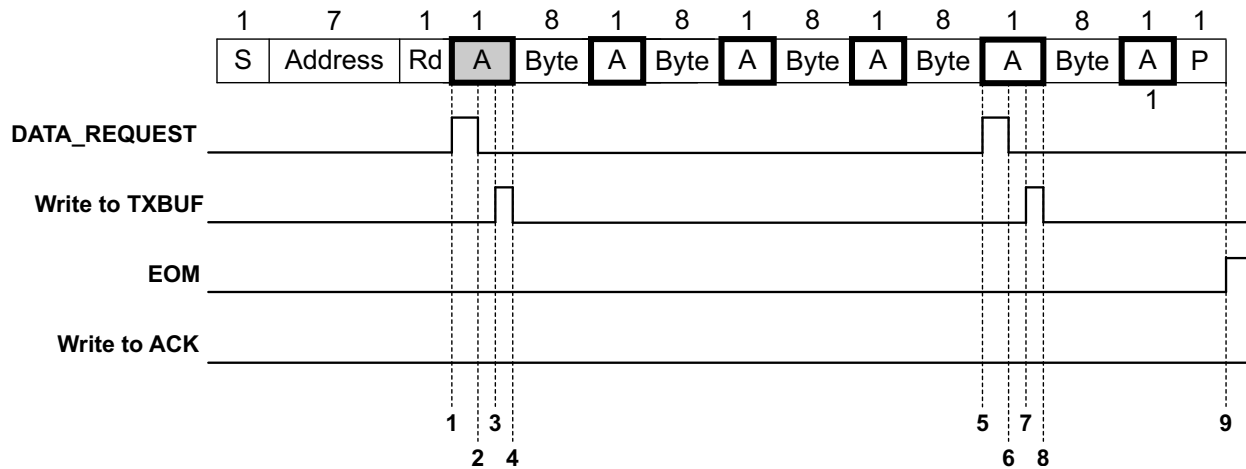 1 7 1 1 8 1 8 1 8 1 8 1 8 1 1
S Address Rd A Byte A Byte A Byte A Byte A Byte A P
1
DATA_REQUEST
Write to TXBUF
EOM
Write to ACK
1 3 5 7 9
2 4 6 8